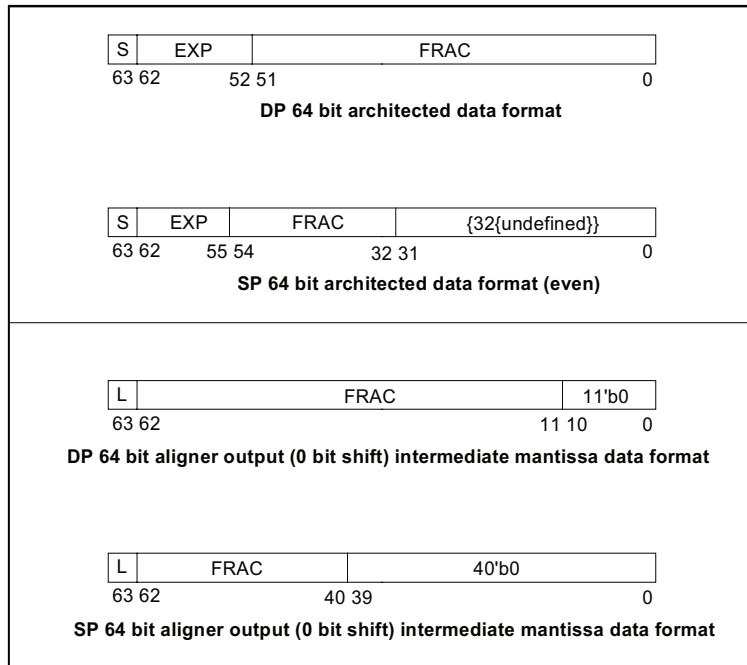 S EXP FRAC
63 62 52 51 0
DP 64 bit architected data format
S EXP FRAC {32{undefined}}
63 62 55 54 32 31 0
SP 64 bit architected data format (even)
L FRAC 11'b0
63 62 11 10 0
DP 64 bit aligner output (0 bit shift) intermediate mantissa data format
L FRAC 40'b0
63 62 40 39 0
SP 64 bit aligner output (0 bit shift) intermediate mantissa data format